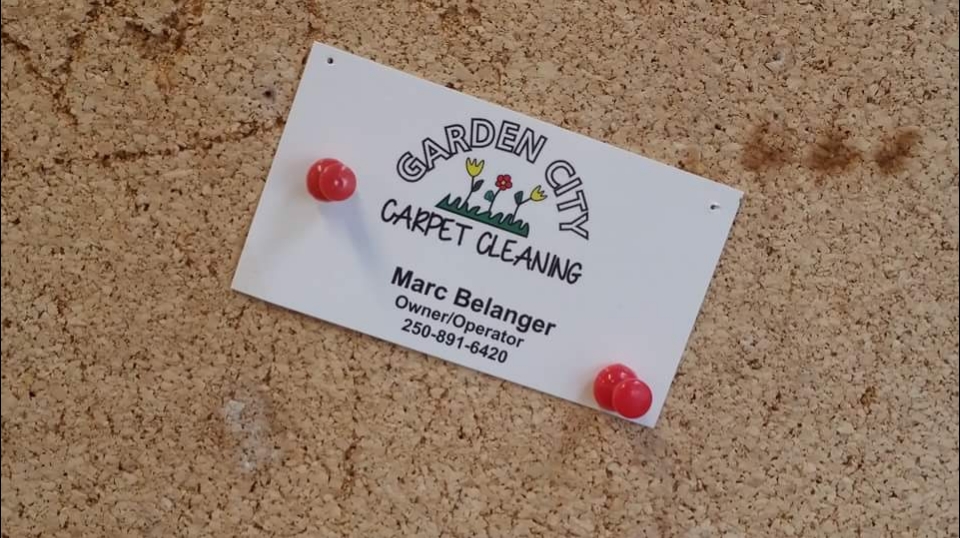 GARDEN CITY
CARPET CLEANING
Marc Belanger
Owner/Operator
250-891-6420